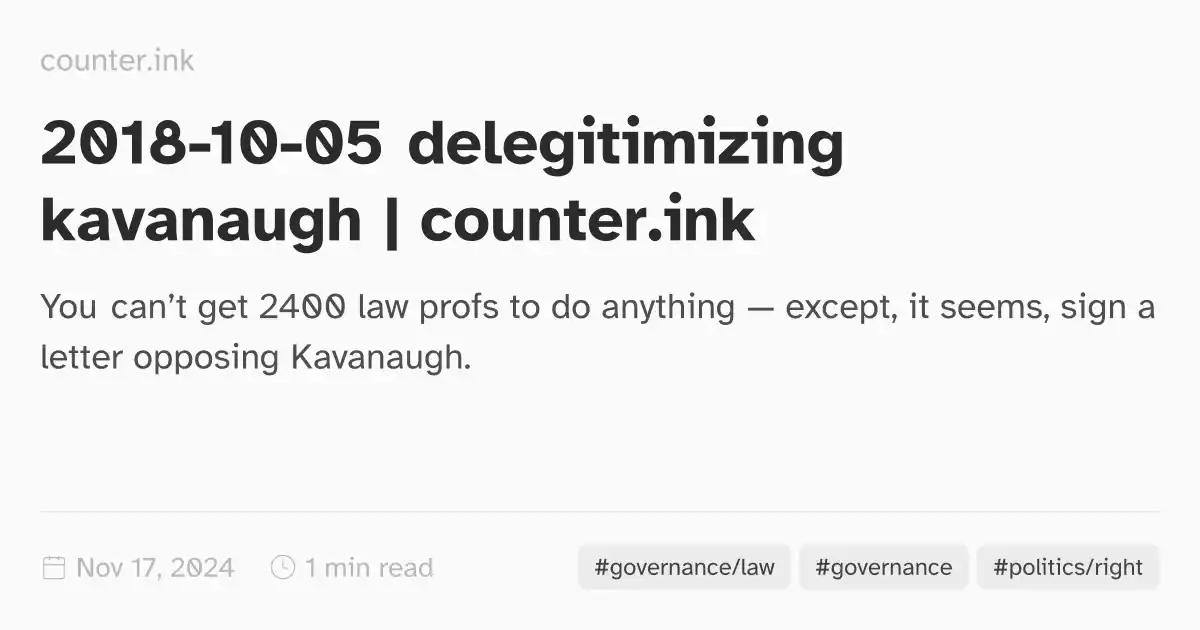 counter.ink
2018-10-05 delegitimizing
kavanaugh | counter.ink
You can’t get 2400 law profs to do anything — except, it seems, sign a
letter opposing Kavanaugh.
Nov 17, 2024 1 min read #governance/law #governance #politics/right